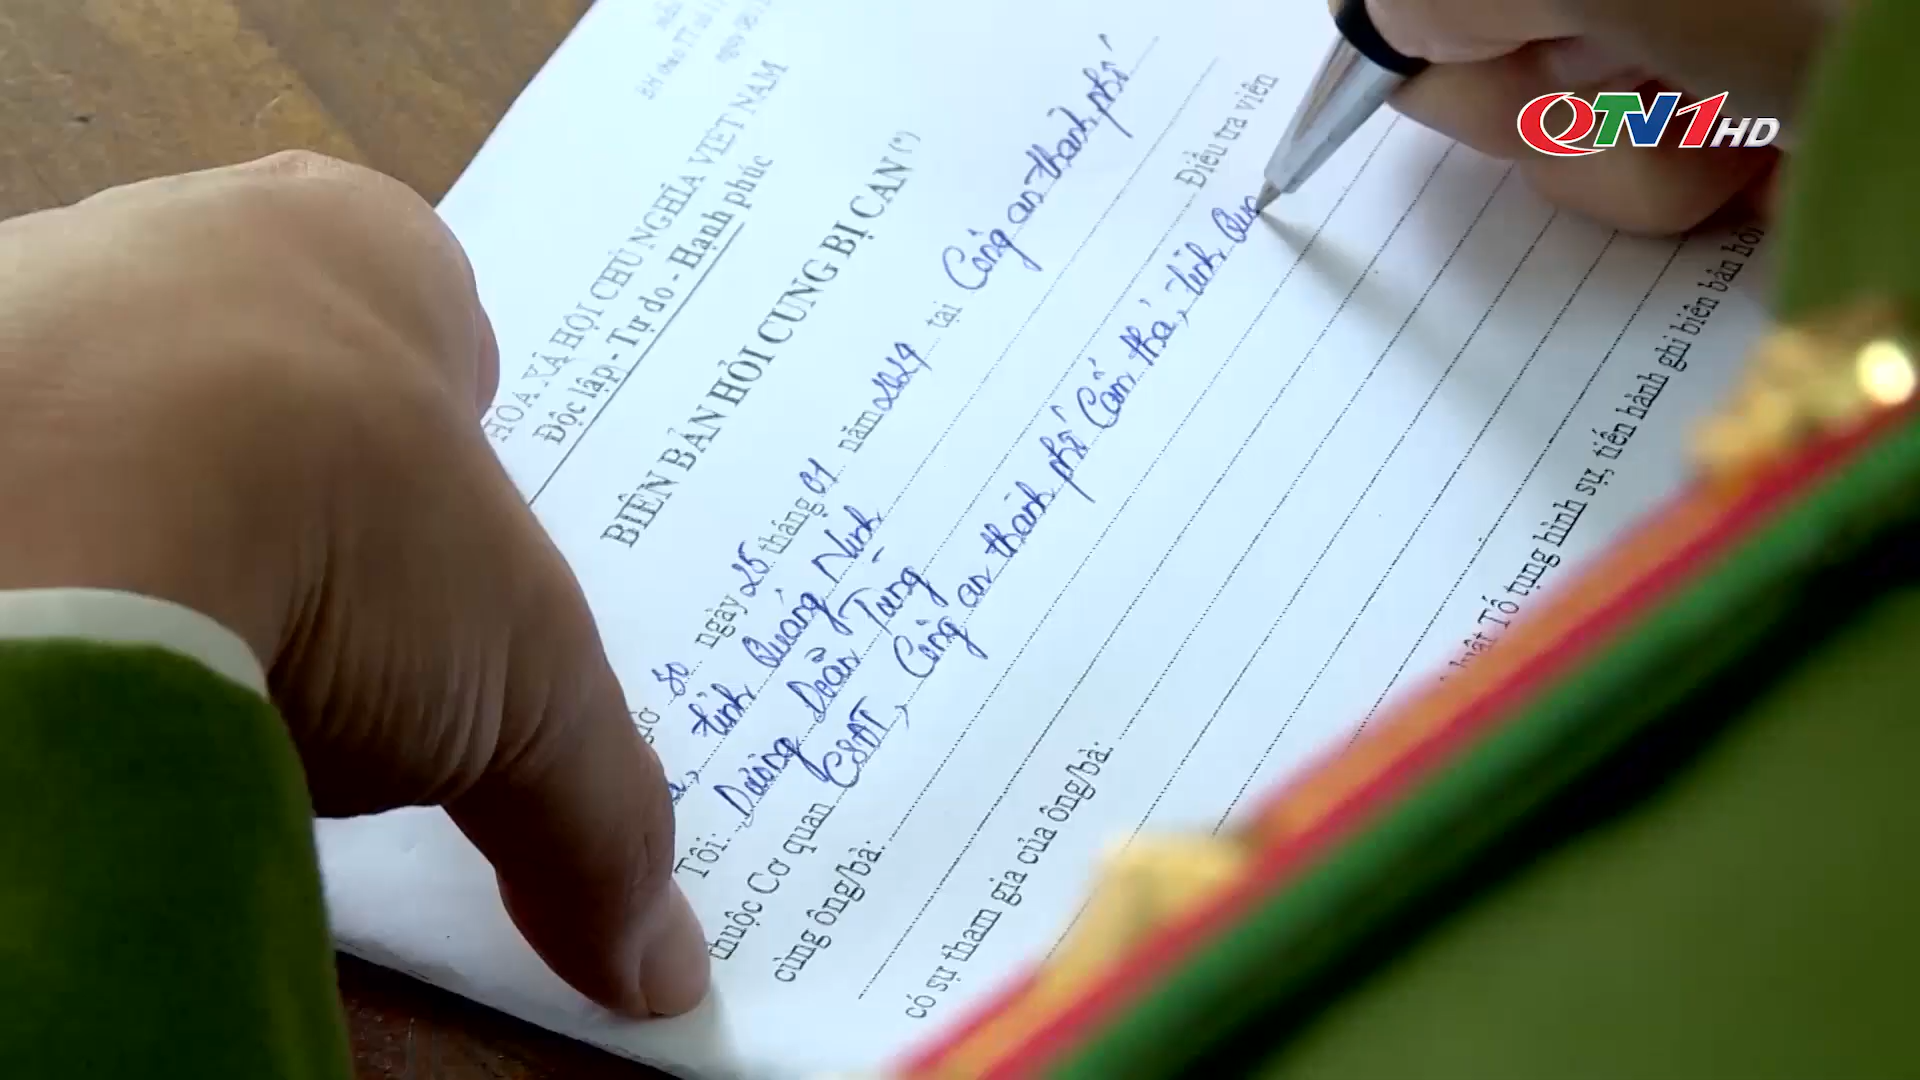 QTV1HD
HÒA XÃ HỘI CHỦ NGHĨA VIỆT NAM
Độc lập - Tự do - Hạnh phúc
BIÊN BẢN HỎI CUNG BỊ CAN (*)
ngày 25 tháng 01 năm 2024 tại Công an thành phố
tỉnh Quảng Ninh
Tôi: Dương Doãn Tùng Điều tra viên
thuộc Cơ quan CSĐT, Công an thành phố Cẩm Phả, tỉnh Quả
cùng ông/bà:
có sự tham gia của ông/bà:
Tố tụng hình sự, tiến hành ghi biên bản hỏi